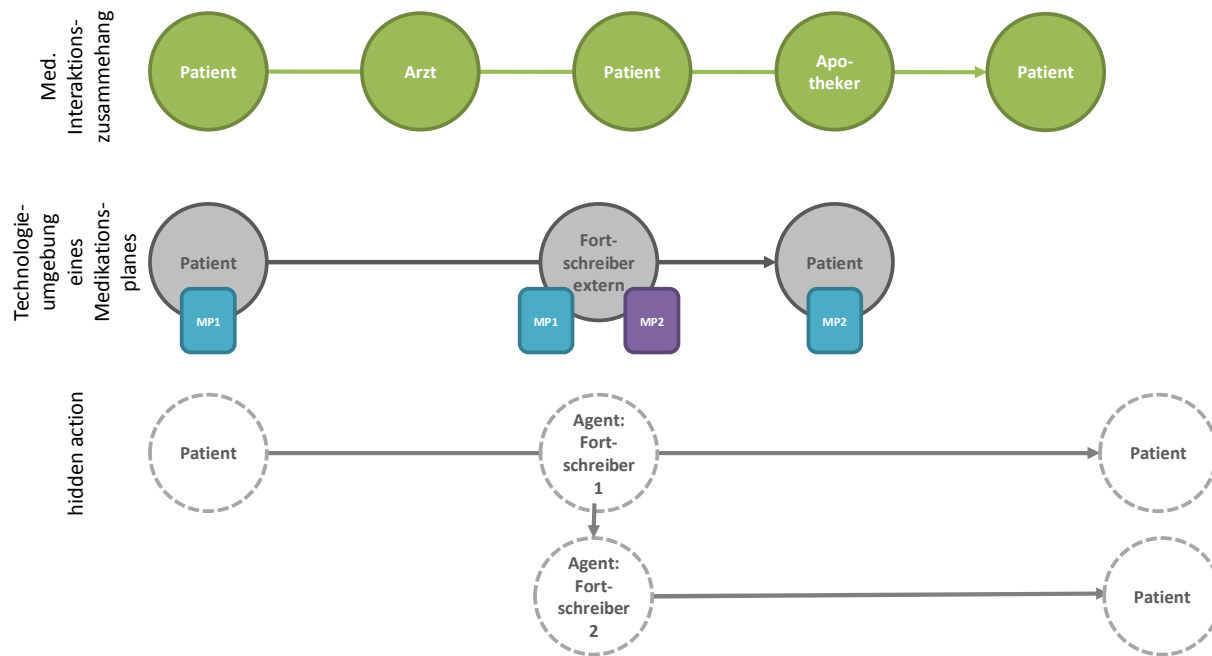 Med.
Interaktions-
zusammehang
Patient
Arzt
Patient
Apo-
theker
Patient
Technologie-
umgebung
eines
Medikations-
planes
Patient
MP1
Fort-
schreiber
extern
MP1
MP2
Patient
MP2
hidden action
Patient
Agent:
Fort-
schreiber
1
Patient
Agent:
Fort-
schreiber
2
Patient